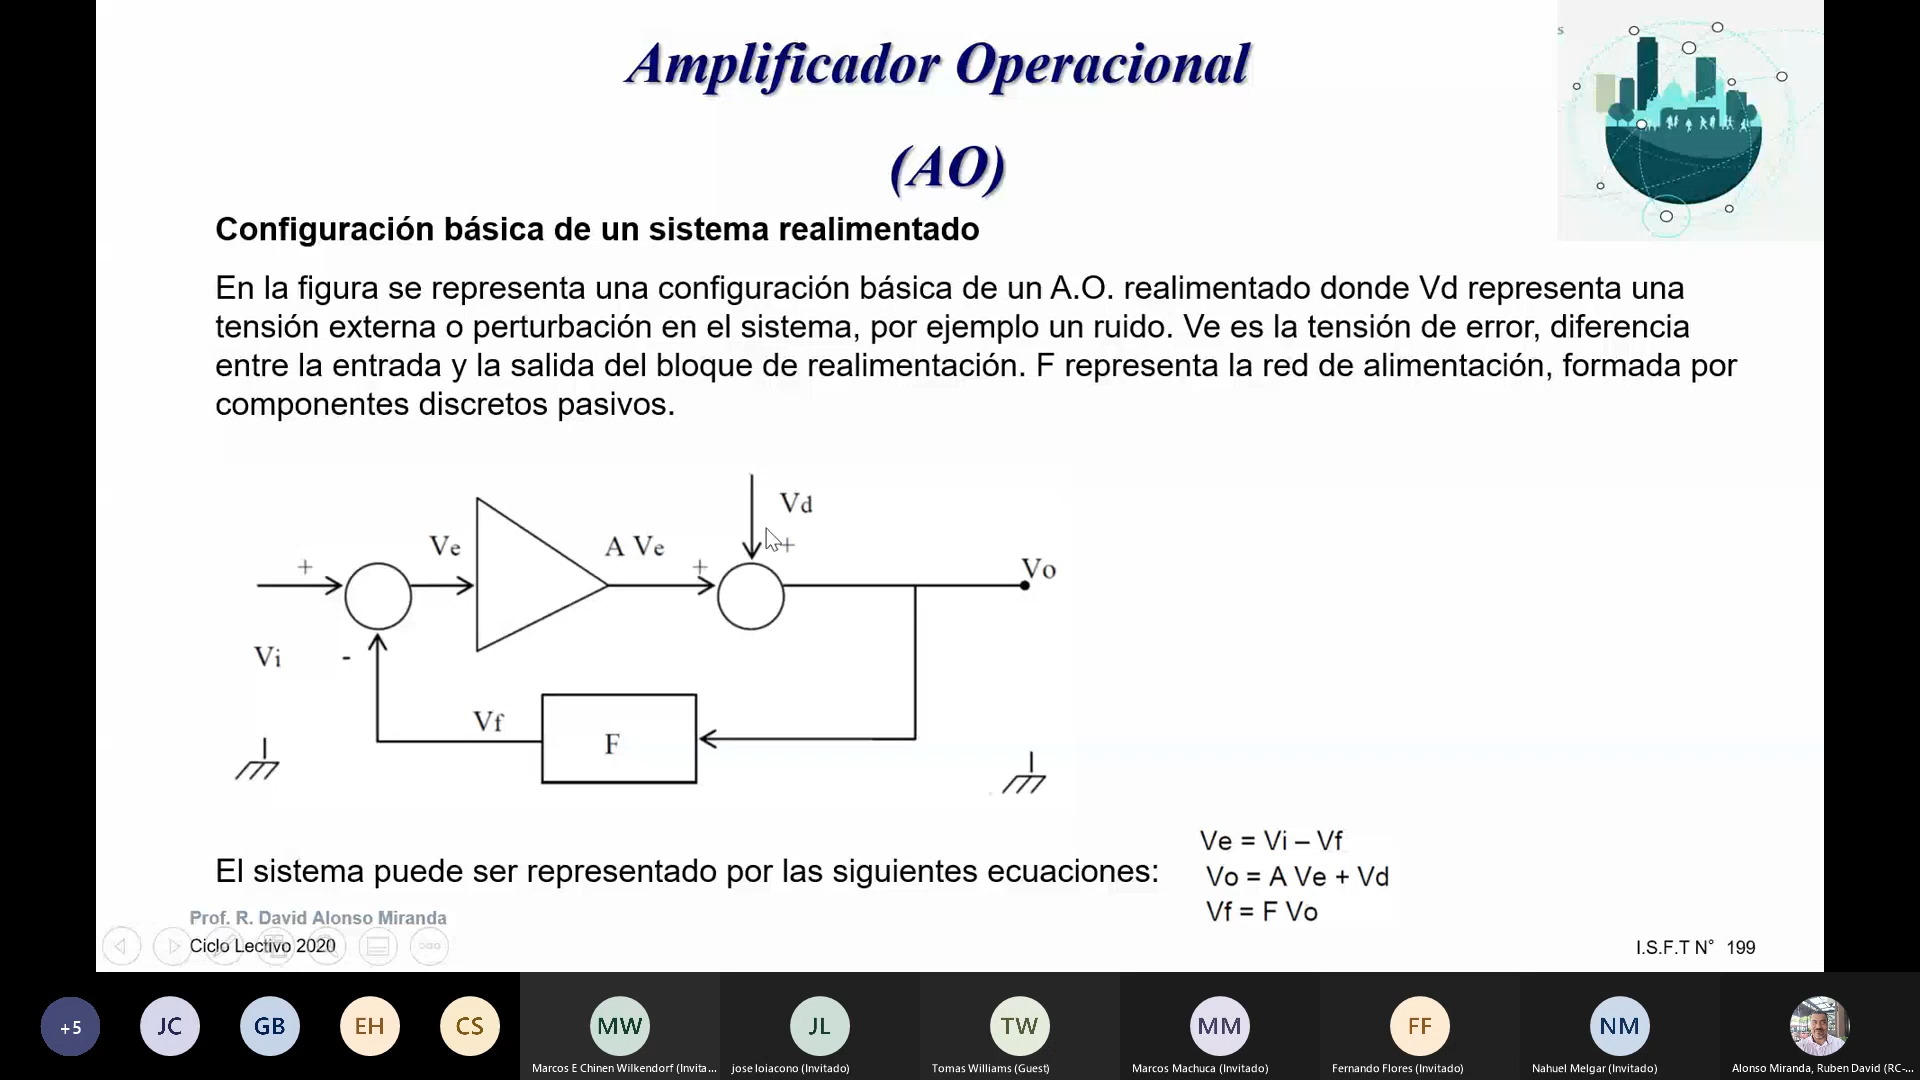 Amplificador Operacional
(AO)
s
Configuración básica de un sistema realimentado
En la figura se representa una configuración básica de un A.O. realimentado donde Vd representa una
tensión externa o perturbación en el sistema, por ejemplo un ruido. Ve es la tensión de error, diferencia
entre la entrada y la salida del bloque de realimentación. F representa la red de alimentación, formada por
componentes discretos pasivos.
Vd
+
Ve
A Ve
+
+
Vo
Vi
-
Vf
F
El sistema puede ser representado por las siguientes ecuaciones:
Ve = Vi – Vf
Vo = A Ve + Vd
Vf = F Vo
Prof. R. David Alonso Miranda
Ciclo Lectivo 2020
I.S.F.T N° 199
+5
JC
GB
EH
CS
MW
JL
TW
MM
FF
NM
Marcos E Chinen Wilkendorf (Invita...
jose loiacono (Invitado)
Tomas Williams (Guest)
Marcos Machuca (Invitado)
Fernando Flores (Invitado)
Nahuel Melgar (Invitado)
Alonso Miranda, Ruben David (RC-...